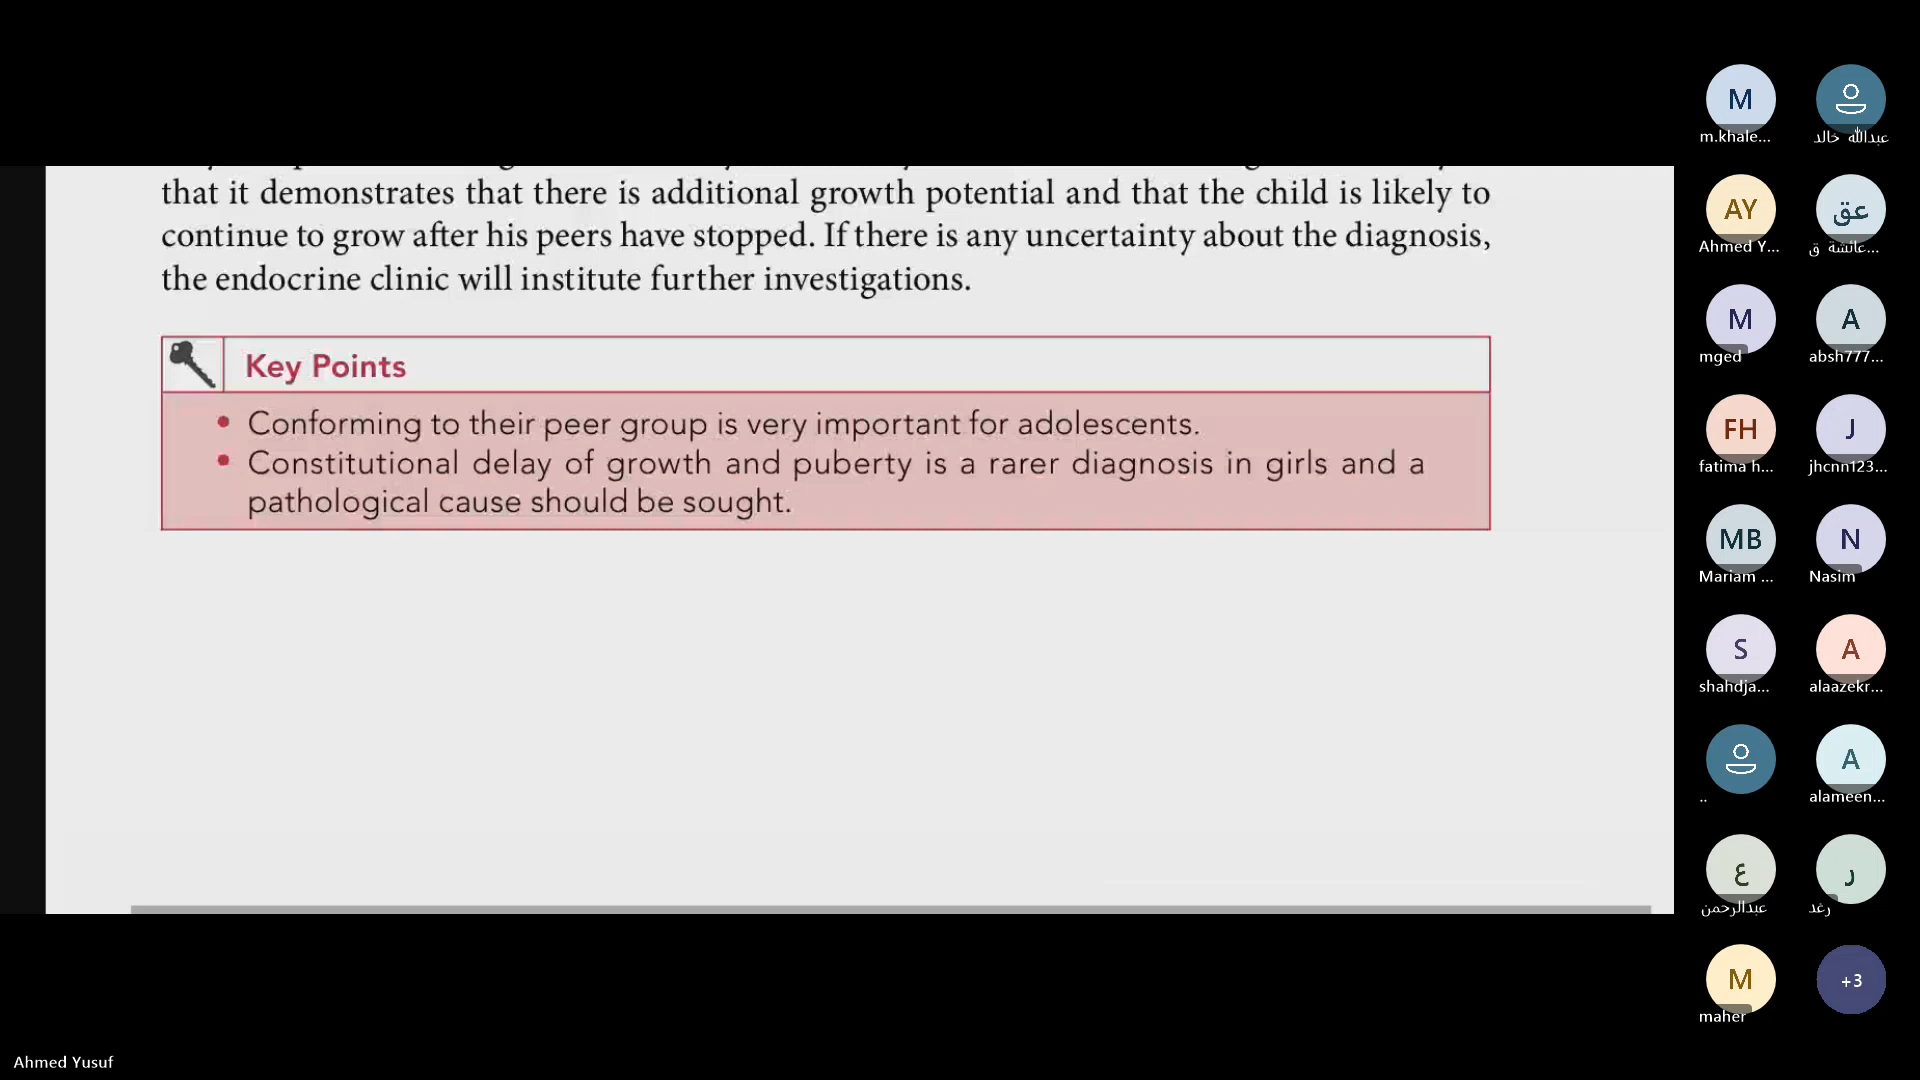 that it demonstrates that there is additional growth potential and that the child is likely to
continue to grow after his peers have stopped. If there is any uncertainty about the diagnosis,
the endocrine clinic will institute further investigations.
Key Points
• Conforming to their peer group is very important for adolescents.
• Constitutional delay of growth and puberty is a rarer diagnosis in girls and a
pathological cause should be sought.
M
m.khale...
عبدالله خالد
AY
Ahmed Y...
عق
عائشة ق...
M
mged
A
absh777...
FH
fatima h...
J
jhcnn123...
MB
Mariam ...
N
Nasim
S
shahdja...
A
alaazekr...
..
A
alameen...
ع
عبدالرحمن
ر
رغد
M
maher
+3
Ahmed Yusuf